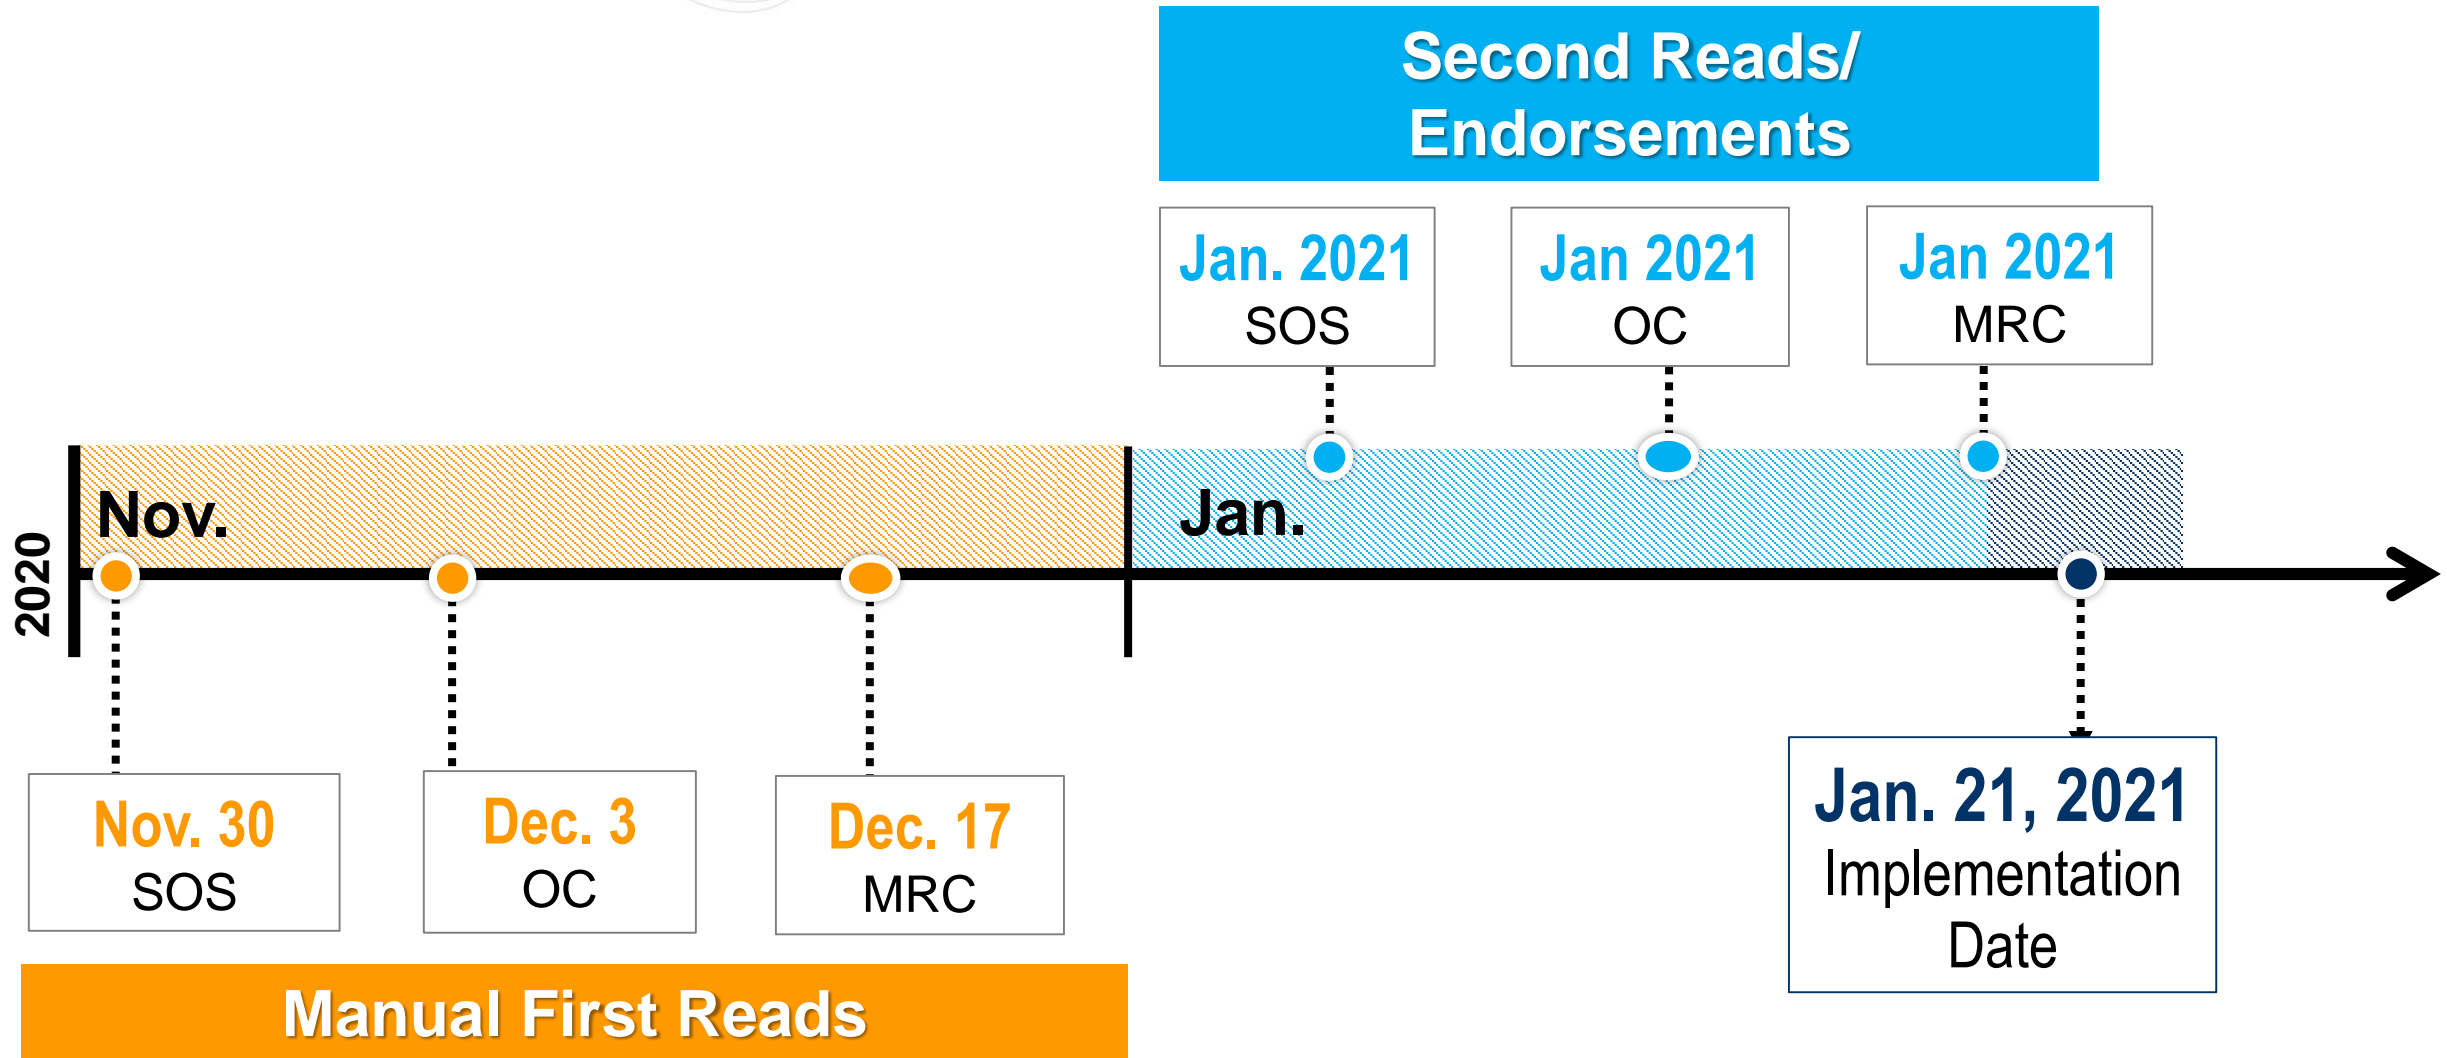 Second Reads/
Endorsements
Jan. 2021
SOS
Jan 2021
OC
Jan 2021
MRC
2020
Nov.
Jan.
Nov. 30
SOS
Dec. 3
OC
Dec. 17
MRC
Jan. 21, 2021
Implementation
Date
Manual First Reads